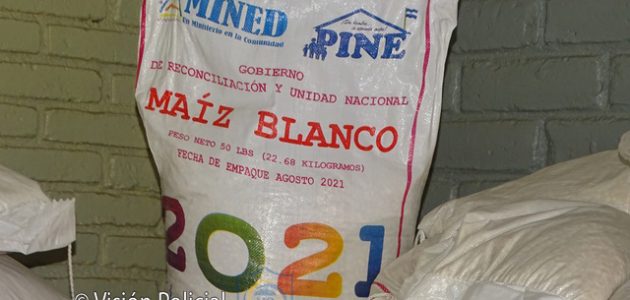 MINED
Un Ministerio en la Comunidad
PINE
GOBIERNO
DE RECONCILIACIÓN Y UNIDAD NACIONAL
MAÍZ BLANCO
PESO NETO 50 LBS (22.68 KILOGRAMOS)
FECHA DE EMPAQUE AGOSTO 2021
2021
© Visión Policial